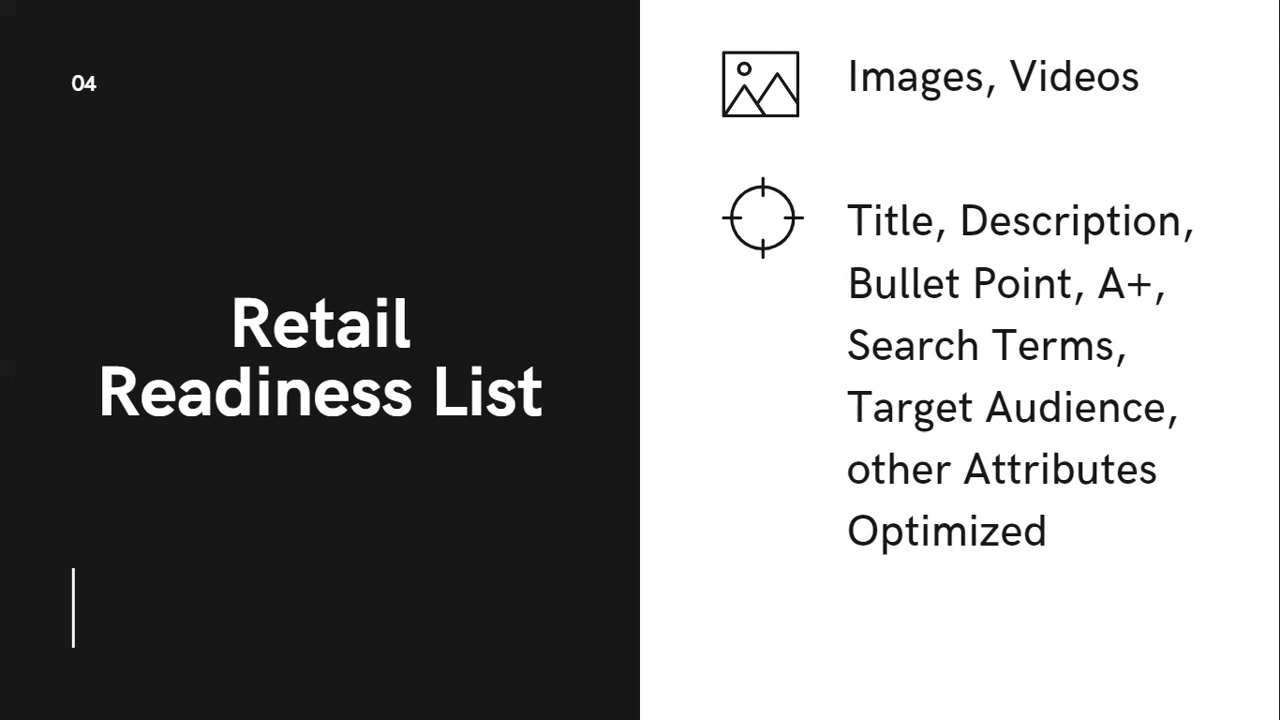 04
Retail
Readiness List
Images, Videos
Title, Description,
Bullet Point, A+,
Search Terms,
Target Audience,
other Attributes
Optimized